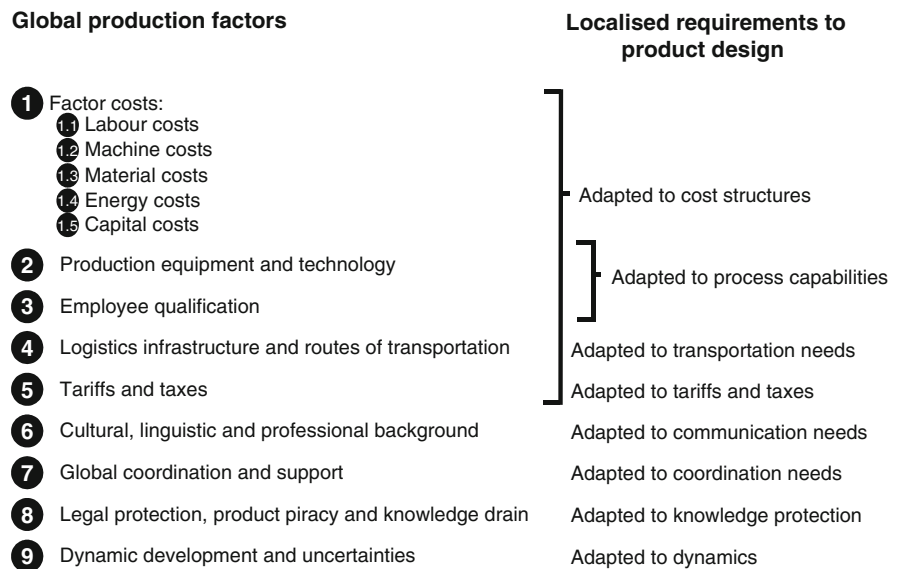 Global production factors
Localised requirements to
product design
1 Factor costs:
1.1 Labour costs
1.2 Machine costs
1.3 Material costs
1.4 Energy costs
1.5 Capital costs
Adapted to cost structures
2 Production equipment and technology
Adapted to process capabilities
3 Employee qualification
4 Logistics infrastructure and routes of transportation
Adapted to transportation needs
5 Tariffs and taxes
Adapted to tariffs and taxes
6 Cultural, linguistic and professional background
Adapted to communication needs
7 Global coordination and support
Adapted to coordination needs
8 Legal protection, product piracy and knowledge drain
Adapted to knowledge protection
9 Dynamic development and uncertainties
Adapted to dynamics